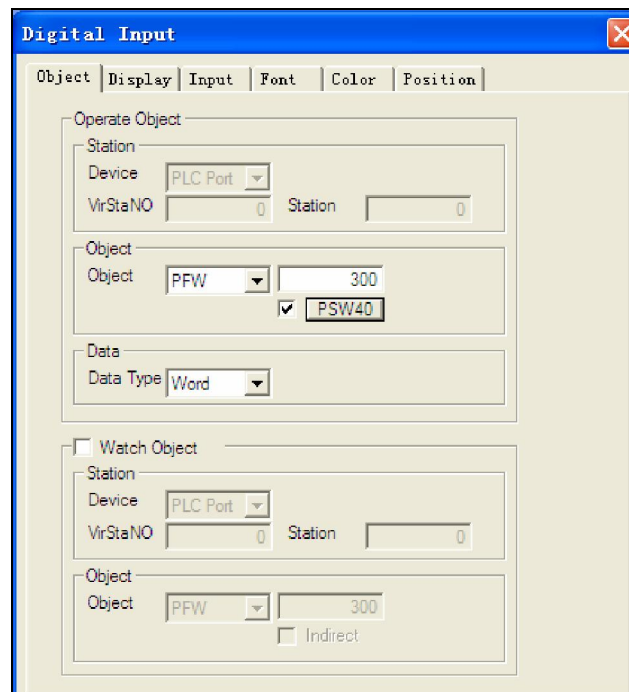 Digital Input
Object Display Input Font Color Position
Operate Object
Station
Device PLC Port
VirStaNO 0 Station 0
Object
Object PFW 300
PSW40
Data
Data Type Word
Watch Object
Station
Device PLC Port
VirStaNO 0 Station 0
Object
Object PFW 300
Indirect